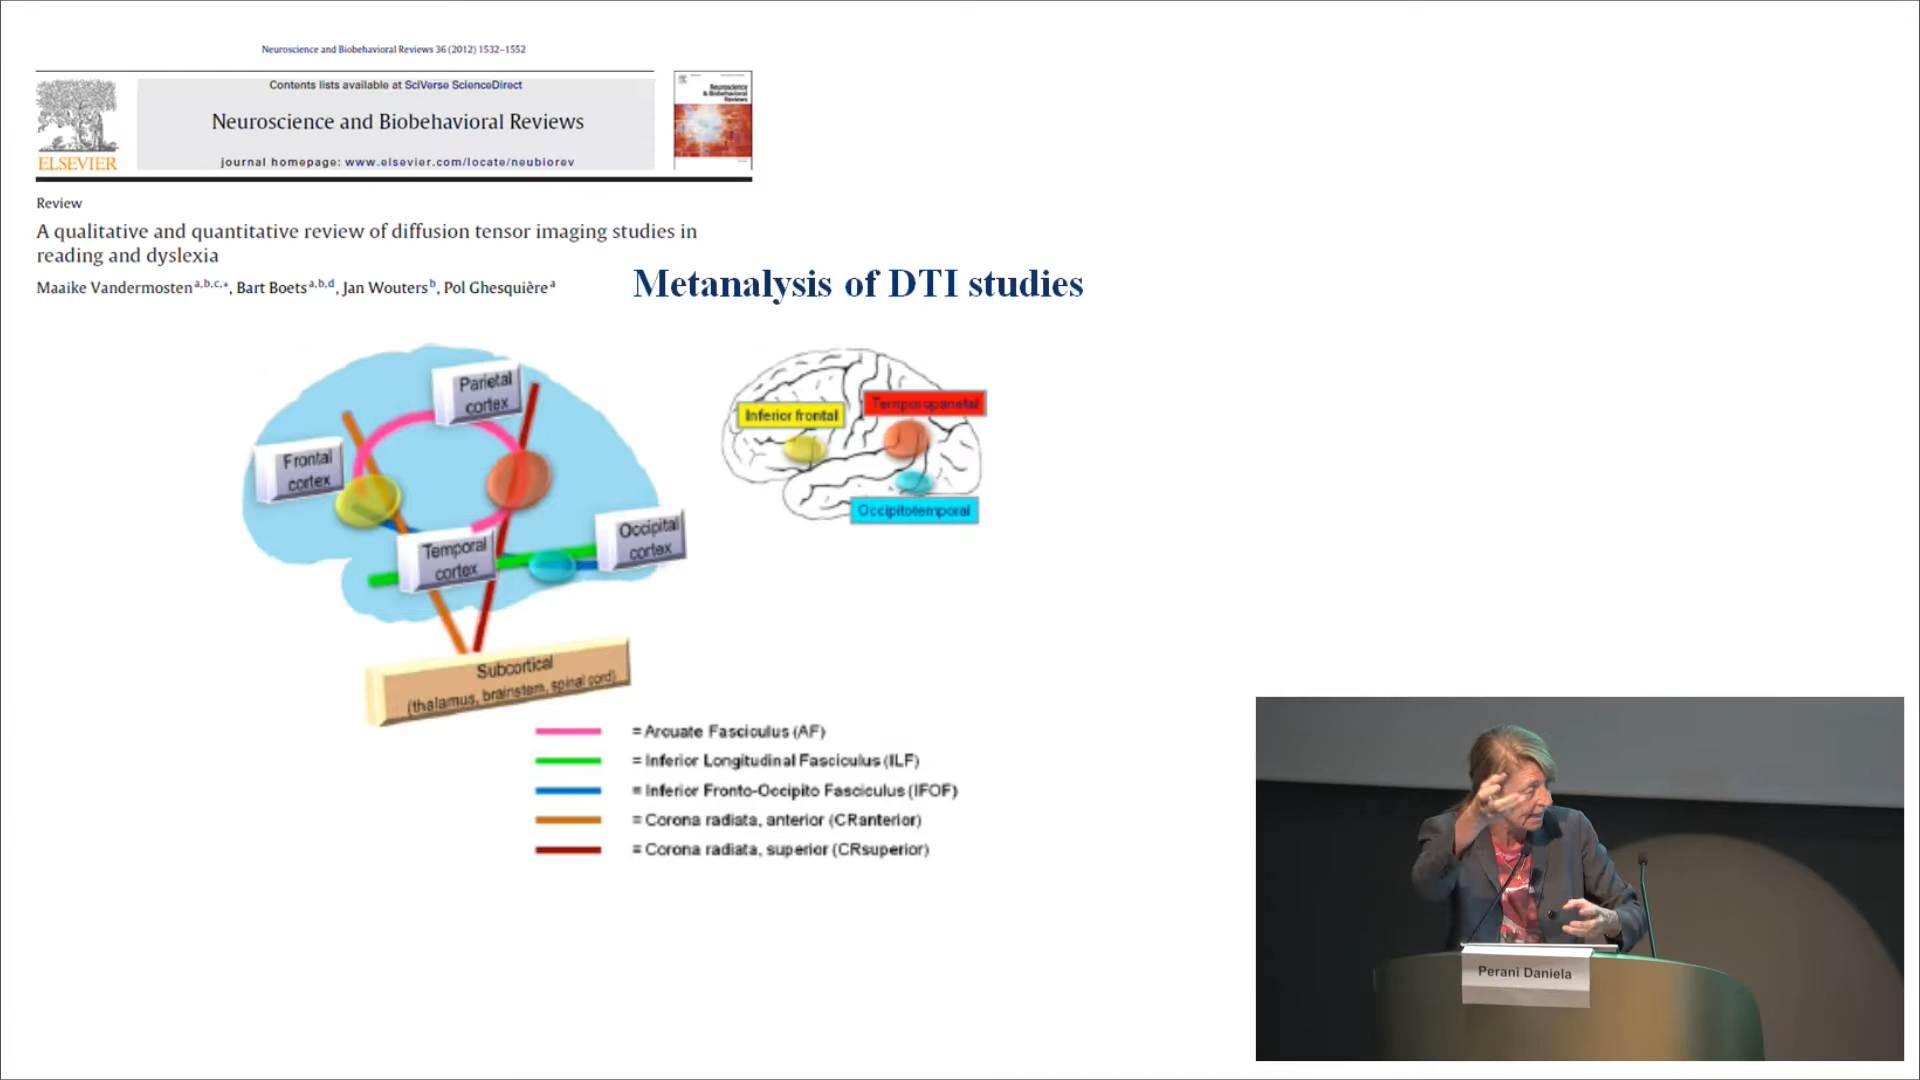 Neuroscience and Biobehavioral Reviews 36 (2012) 1532–1552
Contents lists available at SciVerse ScienceDirect
Neuroscience and Biobehavioral Reviews
journal homepage: www.elsevier.com/locate/neubiorev
ELSEVIER
Neuroscience
& Biobehavioral
Reviews
Review
A qualitative and quantitative review of diffusion tensor imaging studies in
reading and dyslexia
Maaike Vandermosten a,b,c,*, Bart Boets a,b,d, Jan Wouters b, Pol Ghesquière a
Metanalysis of DTI studies
Parietal
cortex
Frontal
cortex
Temporal
cortex
Occipital
cortex
Subcortical
(thalamus, brainstem, spinal cord)
Inferior frontal
Temporoparietal
Occipitotemporal
= Arcuate Fasciculus (AF)
= Inferior Longitudinal Fasciculus (ILF)
= Inferior Fronto-Occipito Fasciculus (IFOF)
= Corona radiata, anterior (CRanterior)
= Corona radiata, superior (CRsuperior)
Perani Daniela